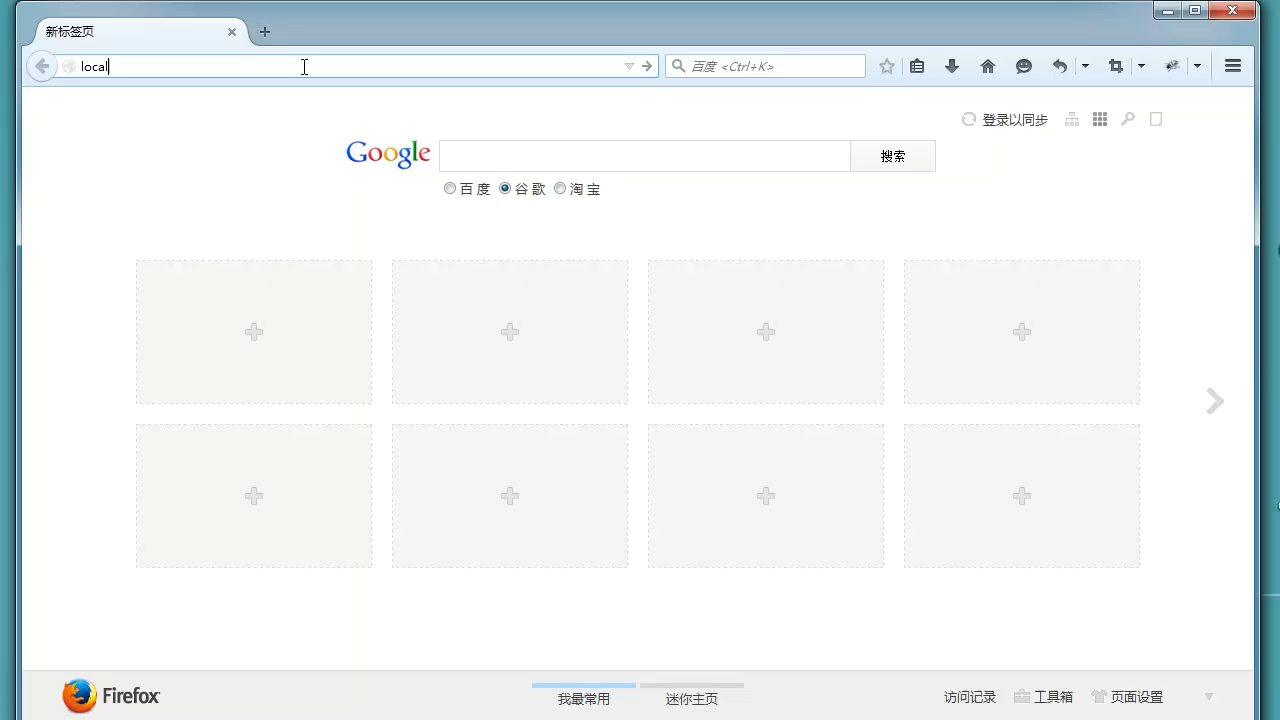 新标签页
local
百度 <Ctrl+K>
登录以同步
Google
搜索
百度 谷歌 淘宝
Firefox
我最常用
迷你主页
访问记录
工具箱
页面设置